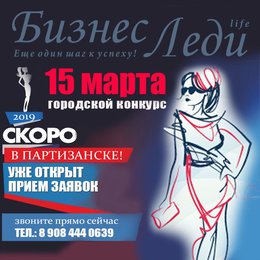 Бизнес Леди
life
Еще один шаг к успеху!
15 марта
городской конкурс
2019
СКОРО
В ПАРТИЗАНСКЕ!
УЖЕ ОТКРЫТ
ПРИЕМ ЗАЯВОК
звоните прямо сейчас
ТЕЛ.: 8 908 444 0639